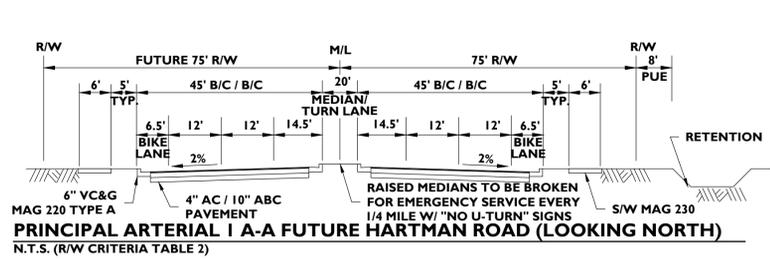 R/W M/L R/W
FUTURE 75' R/W 75' R/W 8'
PUE
6' 5' 45' B/C / B/C 20' 45' B/C / B/C 5' 6'
TYP. MEDIAN/ TYP.
TURN LANE
6.5' 12' 12' 14.5' 14.5' 12' 12' 6.5'
BIKE BIKE
LANE LANE
2% 2%
RETENTION
6" VC&G
MAG 220 TYPE A
4" AC / 10" ABC
PAVEMENT
RAISED MEDIANS TO BE BROKEN
FOR EMERGENCY SERVICE EVERY
1/4 MILE W/ "NO U-TURN" SIGNS
S/W MAG 230
PRINCIPAL ARTERIAL I A-A FUTURE HARTMAN ROAD (LOOKING NORTH)
N.T.S. (R/W CRITERIA TABLE 2)